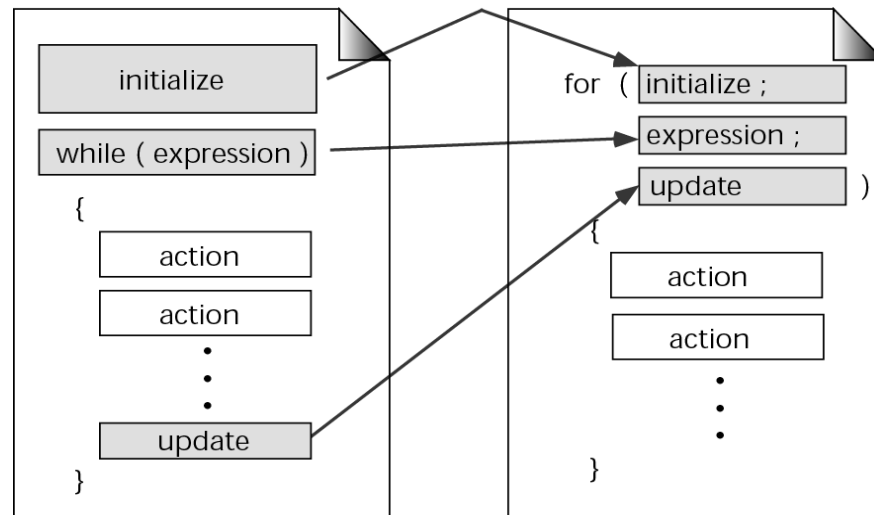 initialize
while ( expression )
{
action
action
update
}
for ( initialize ;
expression ;
update )
{
action
action
}